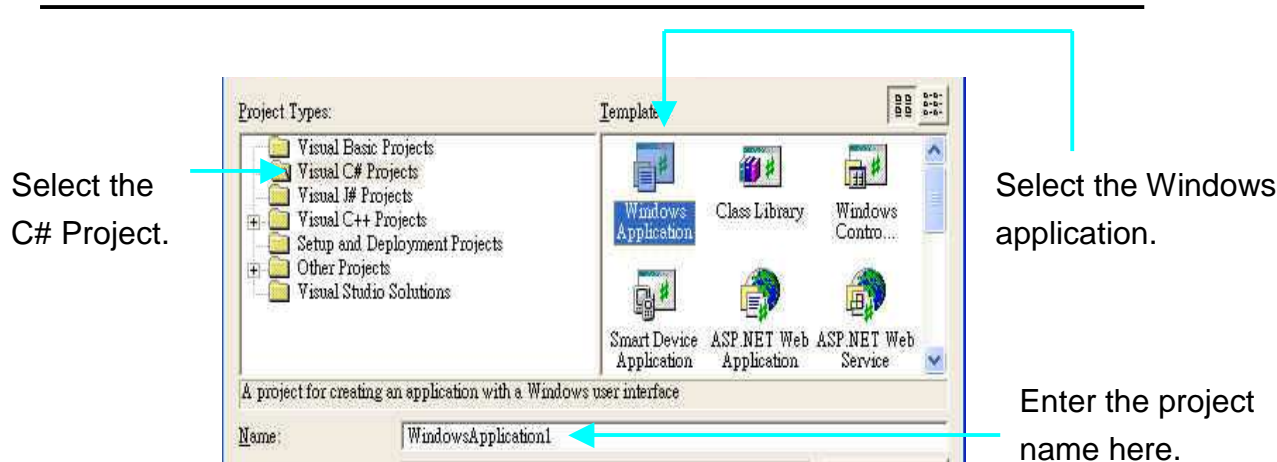 Project Types:
Templates
Visual Basic Projects
Visual C# Projects
Visual J# Projects
Visual C++ Projects
Setup and Deployment Projects
Other Projects
Visual Studio Solutions
Windows
Application
Class Library
Windows
Contro...
Smart Device
Application
ASP.NET Web
Application
ASP.NET Web
Service
Select the
C# Project.
Select the Windows
application.
A project for creating an application with a Windows user interface
Name:
WindowsApplication1
Enter the project
name here.